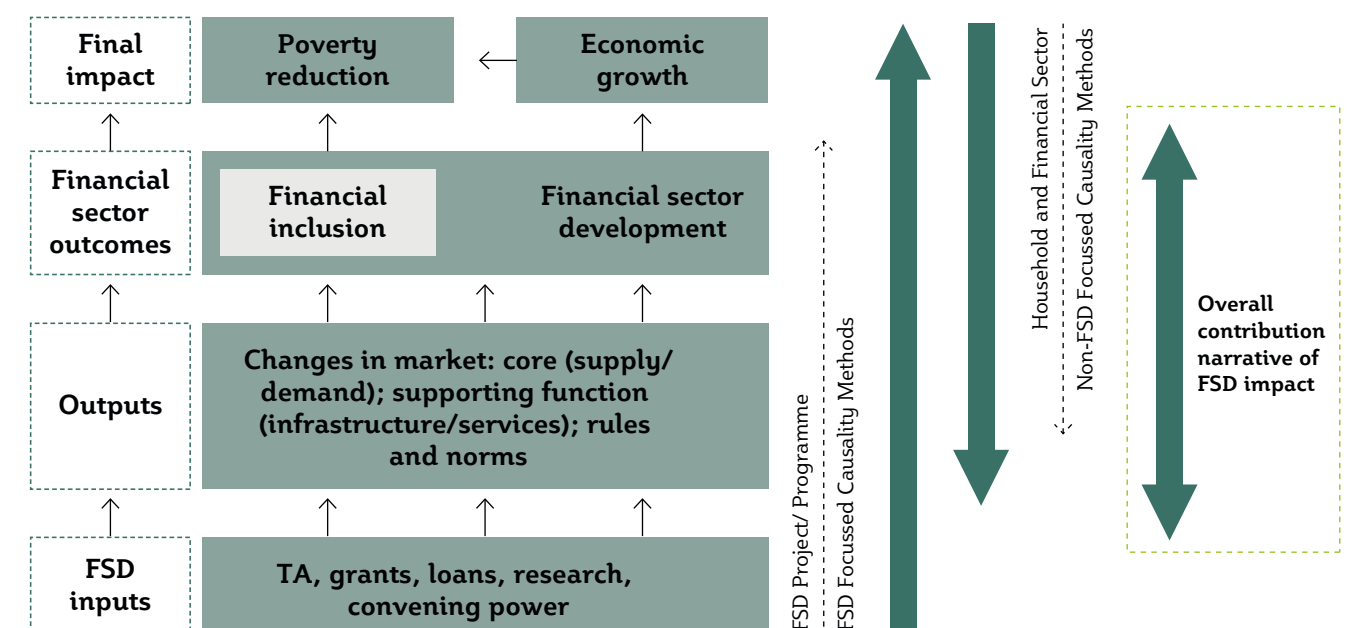 Final
impact
Poverty
reduction
Economic
growth
Financial
sector
outcomes
Financial
inclusion
Financial sector
development
Outputs
Changes in market: core (supply/
demand); supporting function
(infrastructure/services); rules
and norms
FSD
inputs
TA, grants, loans, research,
convening power
FSD Project/ Programme
FSD Focussed Causality Methods
Household and Financial Sector
Non-FSD Focussed Causality Methods
Overall
contribution
narrative of
FSD impact